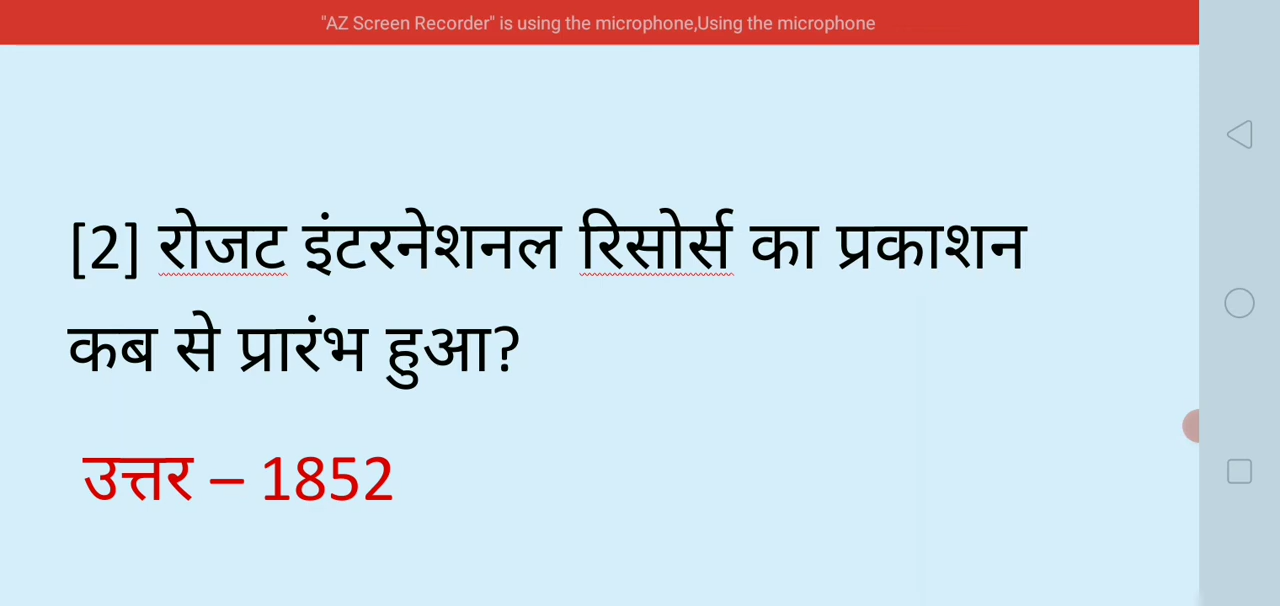 "AZ Screen Recorder" is using the microphone,Using the microphone
[2] रोजट इंटरनेशनल रिसोर्स का प्रकाशन
कब से प्रारंभ हुआ?
उत्तर – 1852